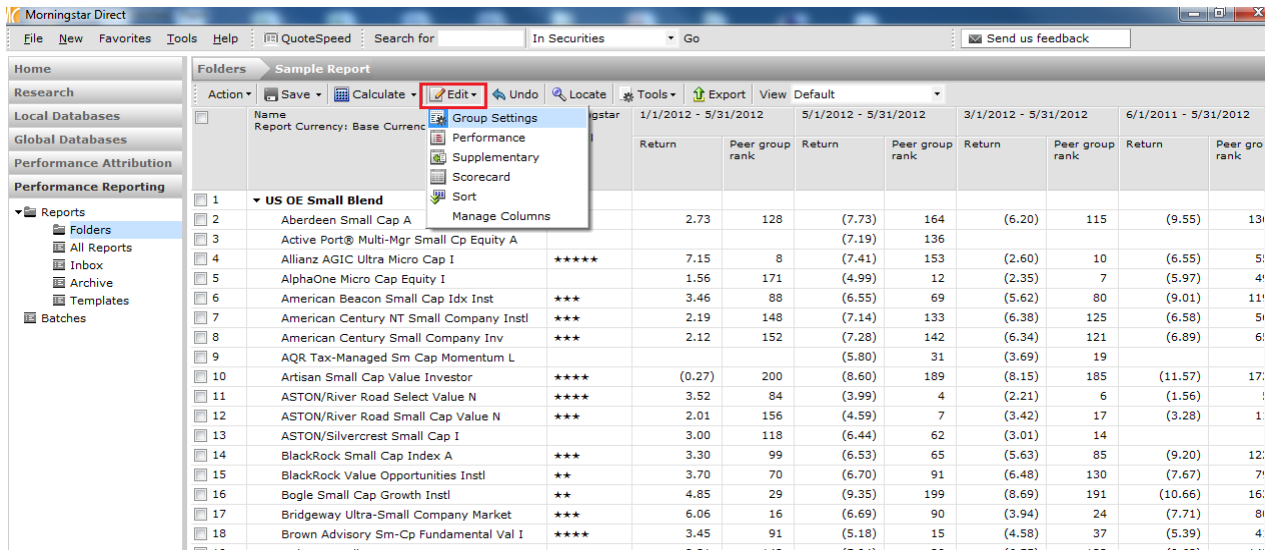 Morningstar Direct
File New Favorites Tools Help QuoteSpeed Search for In Securities Go Send us feedback
Home
Research
Local Databases
Global Databases
Performance Attribution
Performance Reporting
Reports
Folders
All Reports
Inbox
Archive
Templates
Batches
Folders Sample Report
Action Save Calculate Edit Undo Locate Tools Export View Default
Group Settings
Performance
Supplementary
Scorecard
Sort
Manage Columns
Name
Report Currency: Base Currenc
1/1/2012 - 5/31/2012 5/1/2012 - 5/31/2012 3/1/2012 - 5/31/2012 6/1/2011 - 5/31/2012
Return Peer group rank Return Peer group rank Return Peer group rank Return Peer gro rank
1 US OE Small Blend
2 Aberdeen Small Cap A 2.73 128 (7.73) 164 (6.20) 115 (9.55)
3 Active Port® Multi-Mgr Small Cp Equity A (7.19) 136
4 Allianz AGIC Ultra Micro Cap I ★★★★★ 7.15 8 (7.41) 153 (2.60) 10 (6.55)
5 AlphaOne Micro Cap Equity I 1.56 171 (4.99) 12 (2.35) 7 (5.97)
6 American Beacon Small Cap Idx Inst ★★★ 3.46 88 (6.55) 69 (5.62) 80 (9.01)
7 American Century NT Small Company Instl ★★★ 2.19 148 (7.14) 133 (6.38) 125 (6.58)
8 American Century Small Company Inv ★★★ 2.12 152 (7.28) 142 (6.34) 121 (6.89)
9 AQR Tax-Managed Sm Cap Momentum L (5.80) 31 (3.69) 19
10 Artisan Small Cap Value Investor ★★★★ (0.27) 200 (8.60) 189 (8.15) 185 (11.57)
11 ASTON/River Road Select Value N ★★★★ 3.52 84 (3.99) 4 (2.21) 6 (1.56)
12 ASTON/River Road Small Cap Value N ★★★ 2.01 156 (4.59) 7 (3.42) 17 (3.28)
13 ASTON/Silvercrest Small Cap I 3.00 118 (6.44) 62 (3.01) 14
14 BlackRock Small Cap Index A ★★★ 3.30 99 (6.53) 65 (5.63) 85 (9.20)
15 BlackRock Value Opportunities Instl ★★ 3.70 70 (6.70) 91 (6.48) 130 (7.67)
16 Bogle Small Cap Growth Instl ★★ 4.85 29 (9.35) 199 (8.69) 191 (10.66)
17 Bridgeway Ultra-Small Company Market ★★★ 6.06 16 (6.69) 90 (3.94) 24 (7.71)
18 Brown Advisory Sm-Cp Fundamental Val I ★★★★ 3.45 91 (5.18) 15 (4.58) 37 (5.39)